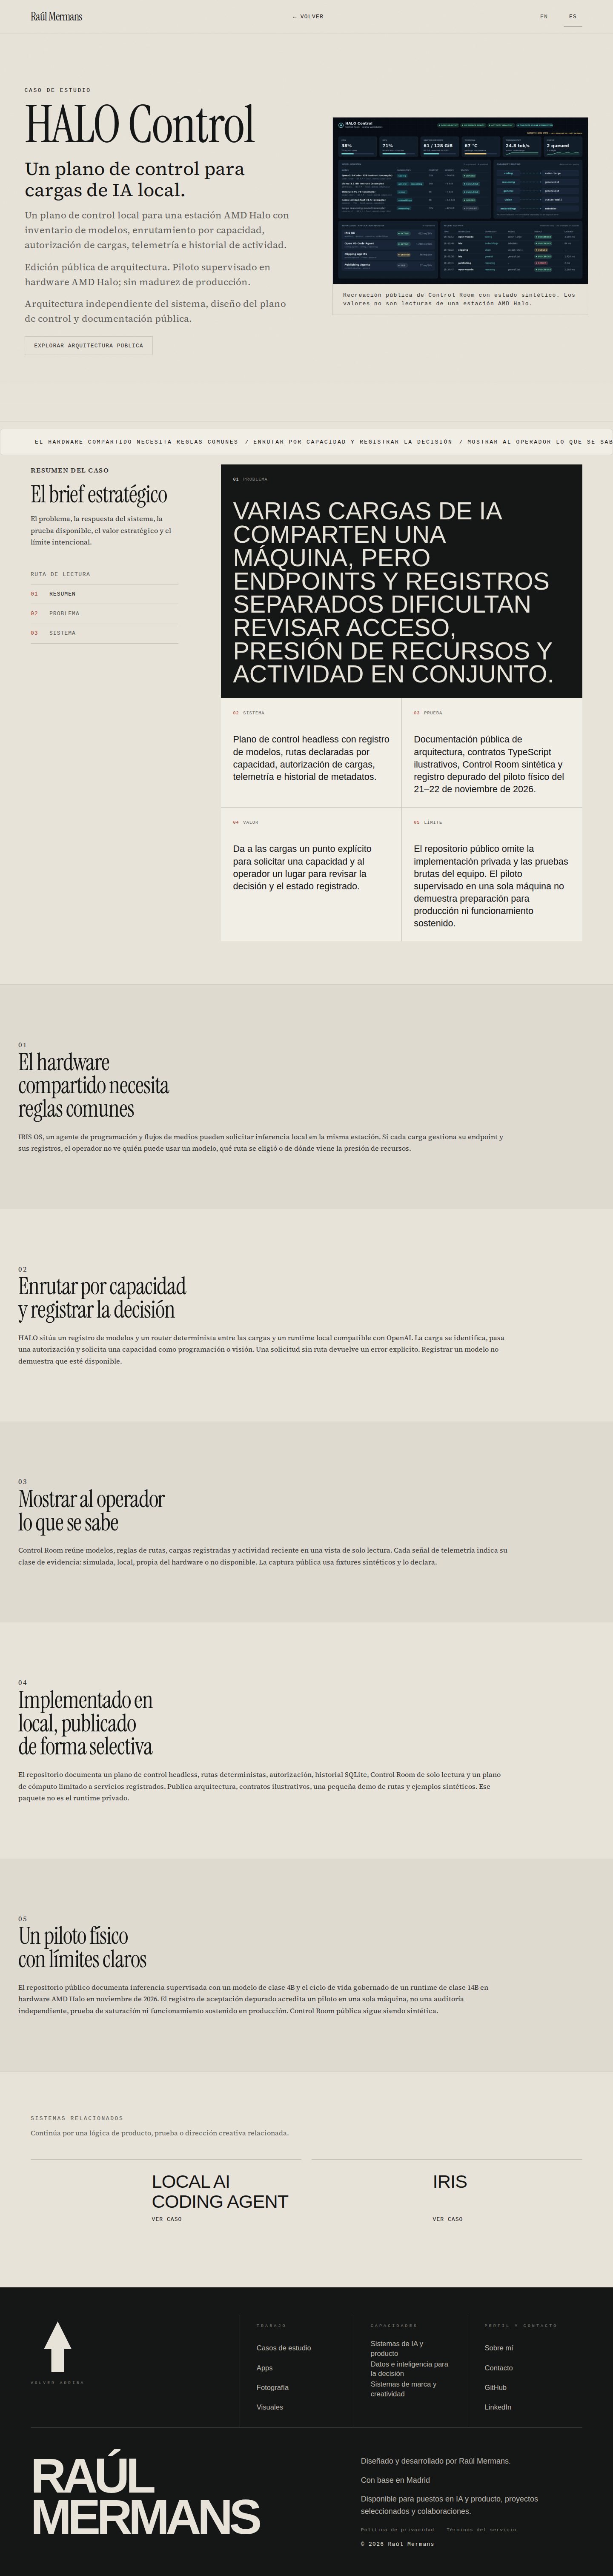 Raúl Mermans
← VOLVER
EN
ES
CASO DE ESTUDIO
HALO Control
Un plano de control para
cargas de IA local.
Un plano de control local para una estación AMD Halo con
inventario de modelos, enrutamiento por capacidad,
autorización de cargas, telemetría e historial de actividad.
Edición pública de arquitectura. Piloto supervisado en
hardware AMD Halo; sin madurez de producción.
Arquitectura independiente del sistema, diseño del plano
de control y documentación pública.
EXPLORAR ARQUITECTURA PÚBLICA
HALO Control
38%
71%
61 / 128 GiB
67 °C
24.8 tok/s
2 queued
Recreación pública de Control Room con estado sintético. Los
valores no son lecturas de una estación AMD Halo.
EL HARDWARE COMPARTIDO NECESITA REGLAS COMUNES / ENRUTAR POR CAPACIDAD Y REGISTRAR LA DECISIÓN / MOSTRAR AL OPERADOR LO QUE SE SAB
RESUMEN DEL CASO
El brief estratégico
El problema, la respuesta del sistema, la
prueba disponible, el valor estratégico y el
límite intencional.
RUTA DE LECTURA
01 RESUMEN
02 PROBLEMA
03 SISTEMA
01 PROBLEMA
VARIAS CARGAS DE IA
COMPARTEN UNA
MÁQUINA, PERO
ENDPOINTS Y REGISTROS
SEPARADOS DIFICULTAN
REVISAR ACCESO,
PRESIÓN DE RECURSOS Y
ACTIVIDAD EN CONJUNTO.
02 SISTEMA
Plano de control headless con registro
de modelos, rutas declaradas por
capacidad, autorización de cargas,
telemetría e historial de metadatos.
03 PRUEBA
Documentación pública de
arquitectura, contratos TypeScript
ilustrativos, Control Room sintética y
registro depurado del piloto físico del
21–22 de noviembre de 2026.
04 VALOR
Da a las cargas un punto explícito
para solicitar una capacidad y al
operador un lugar para revisar la
decisión y el estado registrado.
05 LÍMITE
El repositorio público omite la
implementación privada y las pruebas
brutas del equipo. El piloto
supervisado en una sola máquina no
demuestra preparación para
producción ni funcionamiento
sostenido.
01
El hardware
compartido necesita
reglas comunes
IRIS OS, un agente de programación y flujos de medios pueden solicitar inferencia local en la misma estación. Si cada carga gestiona su endpoint y
sus registros, el operador no ve quién puede usar un modelo, qué ruta se eligió o de dónde viene la presión de recursos.
02
Enrutar por capacidad
y registrar la decisión
HALO sitúa un registro de modelos y un router determinista entre las cargas y un runtime local compatible con OpenAI. La carga se identifica, pasa
una autorización y solicita una capacidad como programación o visión. Una solicitud sin ruta devuelve un error explícito. Registrar un modelo no
demuestra que esté disponible.
03
Mostrar al operador
lo que se sabe
Control Room reúne modelos, reglas de rutas, cargas registradas y actividad reciente en una vista de solo lectura. Cada señal de telemetría indica su
clase de evidencia: simulada, local, propia del hardware o no disponible. La captura pública usa fixtures sintéticos y lo declara.
04
Implementado en
local, publicado
de forma selectiva
El repositorio documenta un plano de control headless, rutas deterministas, autorización, historial SQLite, Control Room de solo lectura y un plano
de cómputo limitado a servicios registrados. Publica arquitectura, contratos ilustrativos, una pequeña demo de rutas y ejemplos sintéticos. Ese
paquete no es el runtime privado.
05
Un piloto físico
con límites claros
El repositorio público documenta inferencia supervisada con un modelo de clase 4B y el ciclo de vida gobernado de un runtime de clase 14B en
hardware AMD Halo en noviembre de 2026. El registro de aceptación depurado acredita un piloto en una sola máquina, no una auditoría
independiente, prueba de saturación ni funcionamiento sostenido en producción. Control Room pública sigue siendo sintética.
SISTEMAS RELACIONADOS
Continúa por una lógica de producto, prueba o dirección creativa relacionada.
LOCAL AI
CODING AGENT
VER CASO
IRIS
VER CASO
VOLVER ARRIBA
TRABAJO
Casos de estudio
Apps
Fotografía
Visuales
CAPACIDADES
Sistemas de IA y
producto
Datos e inteligencia para
la decisión
Sistemas de marca y
creatividad
PERFIL Y CONTACTO
Sobre mí
Contacto
GitHub
LinkedIn
RAÚL
MERMANS
Diseñado y desarrollado por Raúl Mermans.
Con base en Madrid
Disponible para puestos en IA y producto, proyectos
seleccionados y colaboraciones.
Política de privacidad
Términos del servicio
© 2026 Raúl Mermans